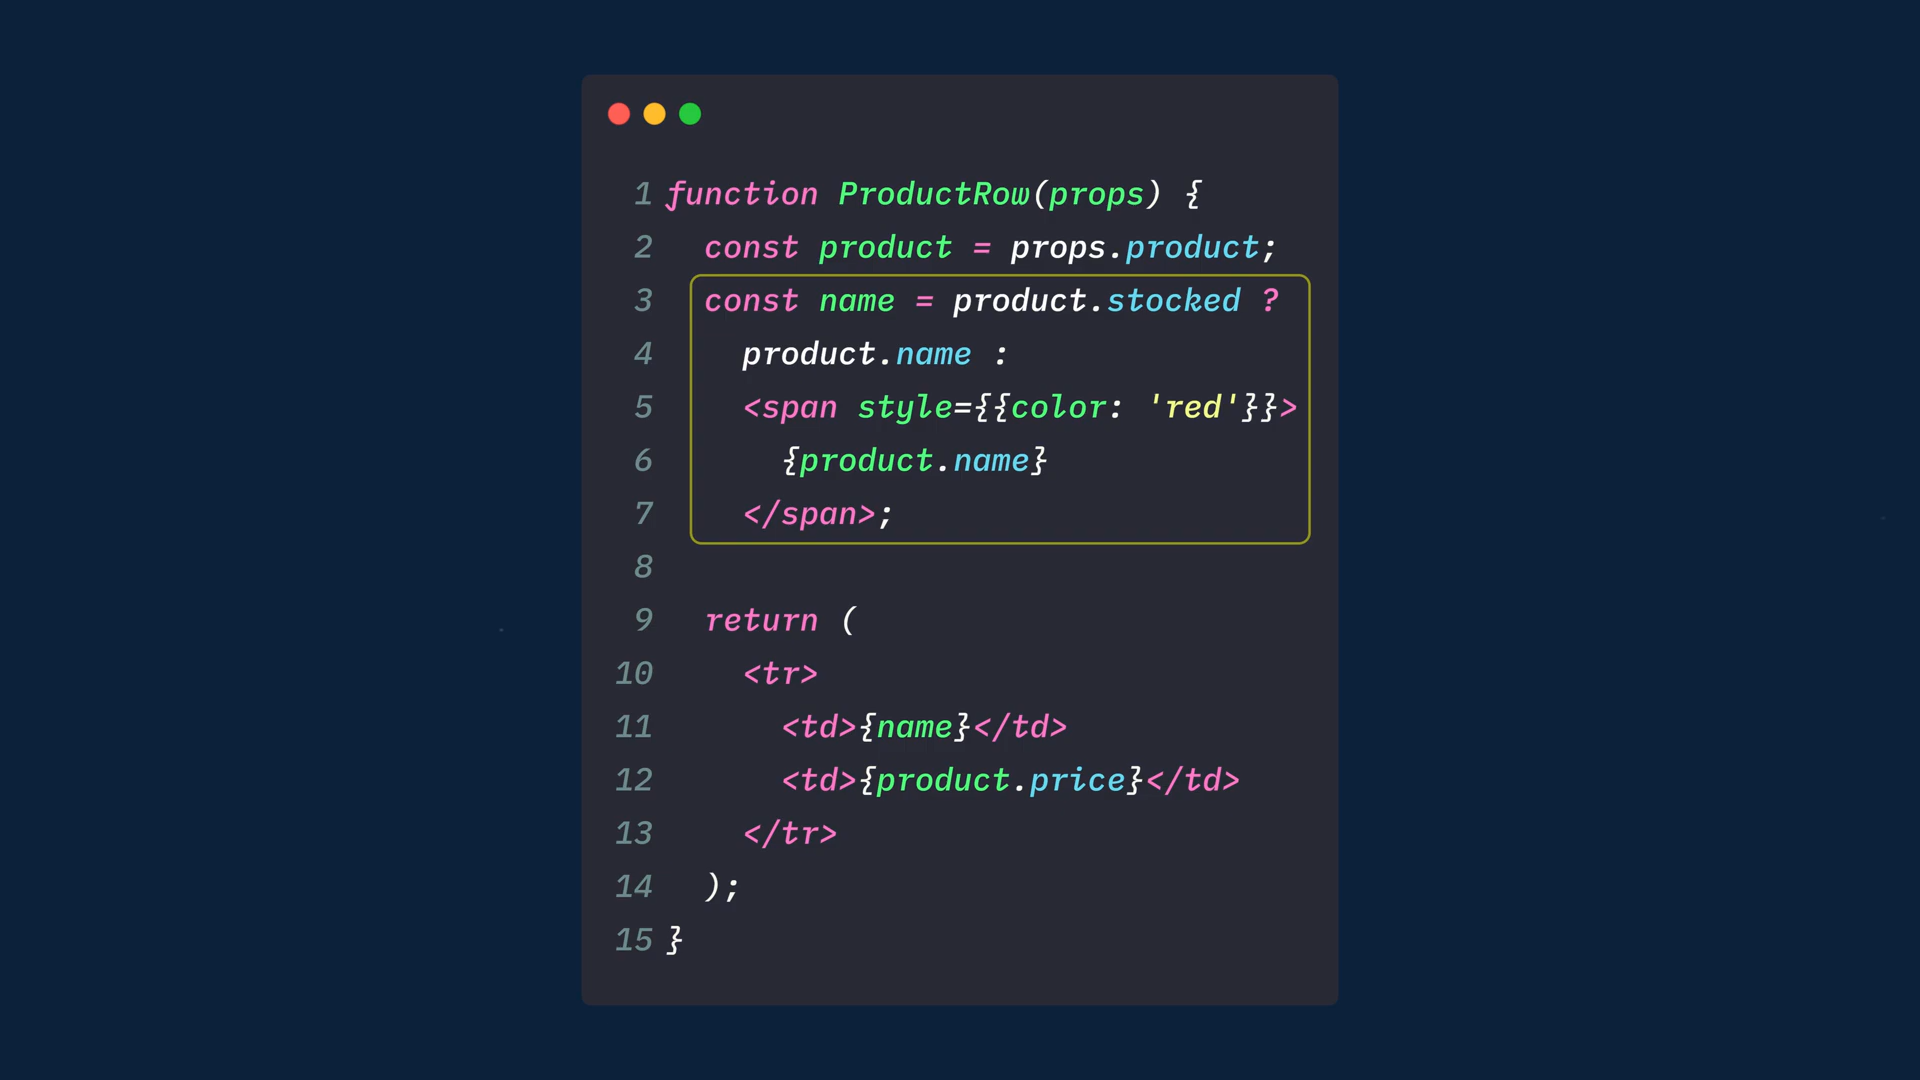 1 function ProductRow(props) {
2   const product = props.product;
3   const name = product.stocked ?
4     product.name :
5     <span style={{color: 'red'}}>
6       {product.name}
7     </span>;
8
9   return (
10     <tr>
11       <td>{name}</td>
12       <td>{product.price}</td>
13     </tr>
14   );
15 }